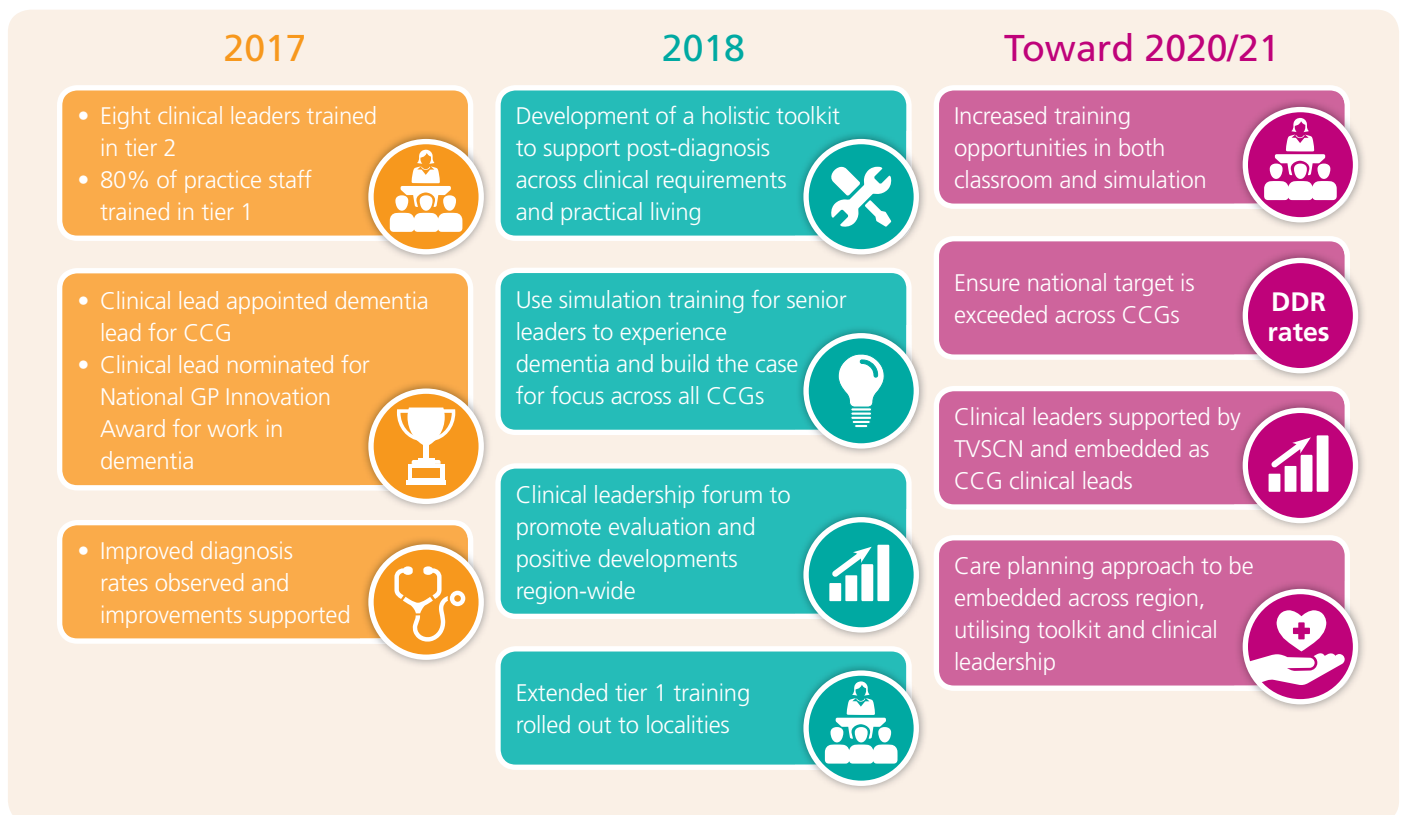 2017
• Eight clinical leaders trained
in tier 2
• 80% of practice staff
trained in tier 1
• Clinical lead appointed dementia
lead for CCG
• Clinical lead nominated for
National GP Innovation
Award for work in
dementia
• Improved diagnosis
rates observed and
improvements supported
2018
Development of a holistic toolkit
to support post-diagnosis
across clinical requirements
and practical living
Use simulation training for senior
leaders to experience
dementia and build the case
for focus across all CCGs
Clinical leadership forum to
promote evaluation and
positive developments
region-wide
Extended tier 1 training
rolled out to localities
Toward 2020/21
Increased training
opportunities in both
classroom and simulation
Ensure national target is
exceeded across CCGs
DDR
rates
Clinical leaders supported by
TVSCN and embedded as
CCG clinical leads
Care planning approach to be
embedded across region,
utilising toolkit and clinical
leadership